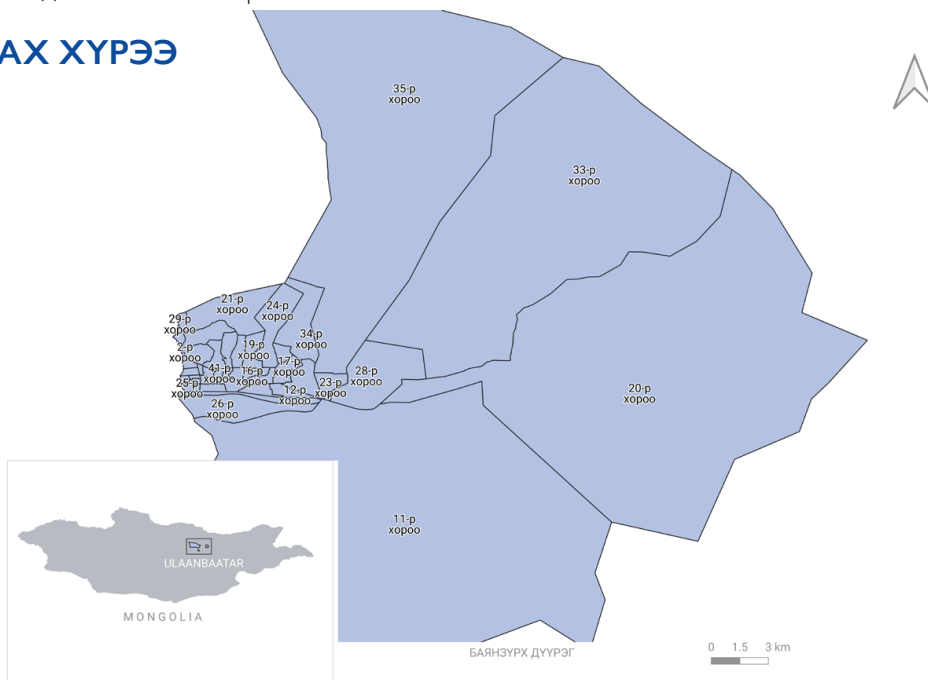 АХ ХҮРЭЭ
35-р
хороо
33-р
хороо
21-р
хороо
24-р
хороо
29-р
хороо
34-р
хороо
2-р
хороо
19-р
хороо
17-р
хороо
41-р
хороо
16-р
хороо
28-р
хороо
25-р
хороо
23-р
хороо
12-р
хороо
26-р
хороо
20-р
хороо
11-р
хороо
ULAANBAATAR
MONGOLIA
БАЯНЗҮРХ ДҮҮРЭГ
0 1.5 3 km